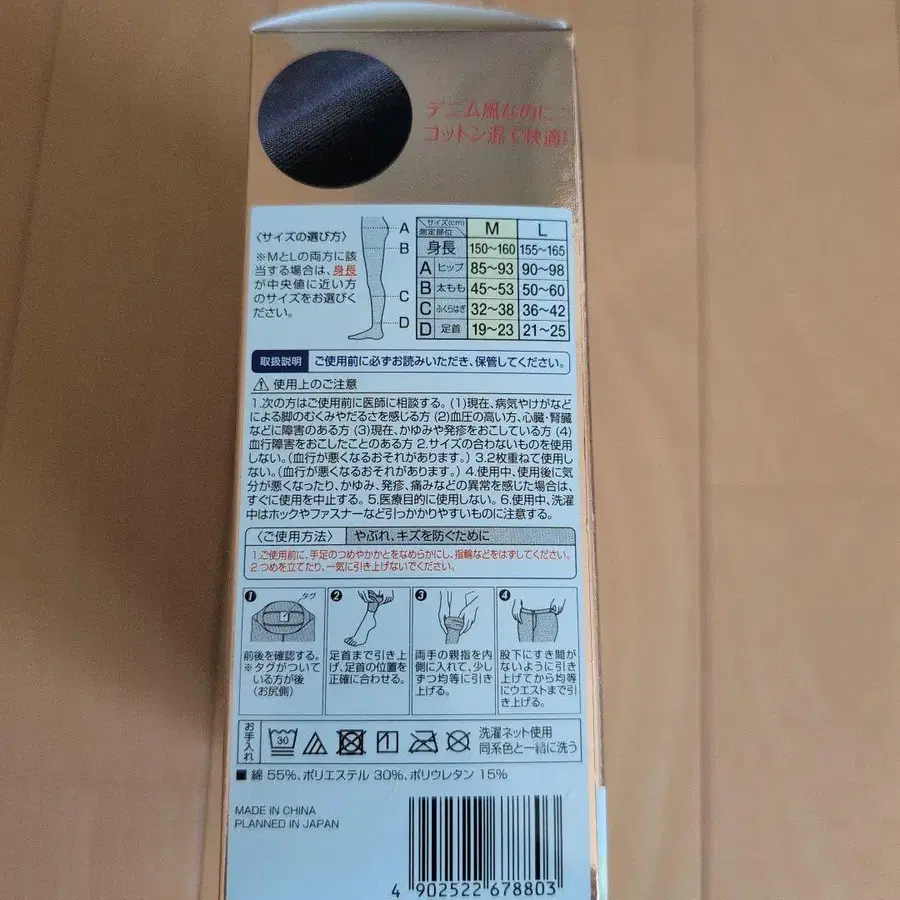 デニム風なのに
コットン混で快適!
〈サイズの選び方〉
※MとLの両方に該
当する場合は、身長
が中央値に近い方
のサイズをお選びく
ださい。
A
B
C
D
サイズ(cm) M L
測定部位
身長 150～160 155～165
A ヒップ 85～93 90～98
B 太もも 45～53 50～60
C ふくらはぎ 32～38 36～42
D 足首 19～23 21～25
取扱説明 ご使用前に必ずお読みいただき、保管してください。
⚠ 使用上のご注意
1.次の方はご使用前に医師に相談する。(1)現在、病気やけがなど
による脚のむくみやだるさを感じる方 (2)血圧の高い方、心臓・腎臓
などに障害のある方 (3)現在、かゆみや発疹をおこしている方 (4)
血行障害をおこしたことのある方 2.サイズの合わないものを使用
しない。(血行が悪くなるおそれがあります。) 3.2枚重ねて使用し
ない。(血行が悪くなるおそれがあります。) 4.使用中、使用後に気
分が悪くなったり、かゆみ、発疹、痛みなどの異常を感じた場合は、
すぐに使用を中止する。5.医療目的に使用しない。6.使用中、洗濯
中はホックやファスナーなど引っかかりやすいものに注意する。
〈ご使用方法〉 やぶれ、キズを防ぐために
1.ご使用前に、手足のつめやかかとをなめらかにし、指輪などをはずしてください。
2.つめを立てたり、一気に引き上げないでください。
❶ タグ
前後を確認する。
※タグがついて
いる方が後
(お尻側)
❷
足首まで引き上
げ、足首の位置を
正確に合わせる。
❸
両手の親指を内
側に入れて、少し
ずつ均等に引き
上げる。
❹
股下にすき間が
ないように引き
上げてから均等
にウエストまで引
き上げる。
お手入れ
30
洗濯ネット使用
同系色と一緒に洗う
■ 綿 55%、ポリエステル 30%、ポリウレタン 15%
MADE IN CHINA
PLANNED IN JAPAN
4 902522 678803